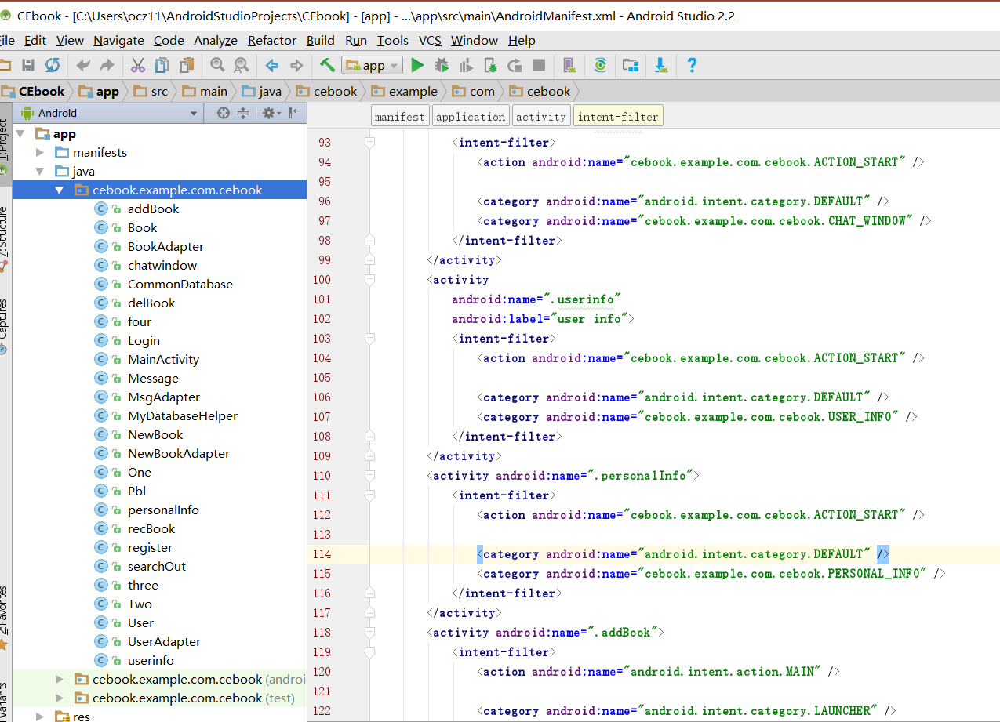 CEbook - [C:\Users\ocz11\AndroidStudioProjects\CEbook] - [app] - ...\app\src\main\AndroidManifest.xml - Android Studio 2.2
File Edit View Navigate Code Analyze Refactor Build Run Tools VCS Window Help
app
CEbook app src main java cebook example com cebook
Android
1: Project
7: Structure
Captures
2: Favorites
Variants
app
manifests
java
cebook.example.com.cebook
addBook
Book
BookAdapter
chatwindow
CommonDatabase
delBook
four
Login
MainActivity
Message
MsgAdapter
MyDatabaseHelper
NewBook
NewBookAdapter
One
Pbl
personalInfo
recBook
register
searchOut
three
Two
User
UserAdapter
userinfo
cebook.example.com.cebook (androi
cebook.example.com.cebook (test)
res
manifest application activity intent-filter
93 <intent-filter>
94 <action android:name="cebook.example.com.cebook.ACTION_START" />
95
96 <category android:name="android.intent.category.DEFAULT" />
97 <category android:name="cebook.example.com.cebook.CHAT_WINDOW" />
98 </intent-filter>
99 </activity>
100 <activity
101 android:name=".userinfo"
102 android:label="user info">
103 <intent-filter>
104 <action android:name="cebook.example.com.cebook.ACTION_START" />
105
106 <category android:name="android.intent.category.DEFAULT" />
107 <category android:name="cebook.example.com.cebook.USER_INFO" />
108 </intent-filter>
109 </activity>
110 <activity android:name=".personalInfo">
111 <intent-filter>
112 <action android:name="cebook.example.com.cebook.ACTION_START" />
113
114 <category android:name="android.intent.category.DEFAULT" />
115 <category android:name="cebook.example.com.cebook.PERSONAL_INFO" />
116 </intent-filter>
117 </activity>
118 <activity android:name=".addBook">
119 <intent-filter>
120 <action android:name="android.intent.action.MAIN" />
121
122 <category android:name="android.intent.category.LAUNCHER" />